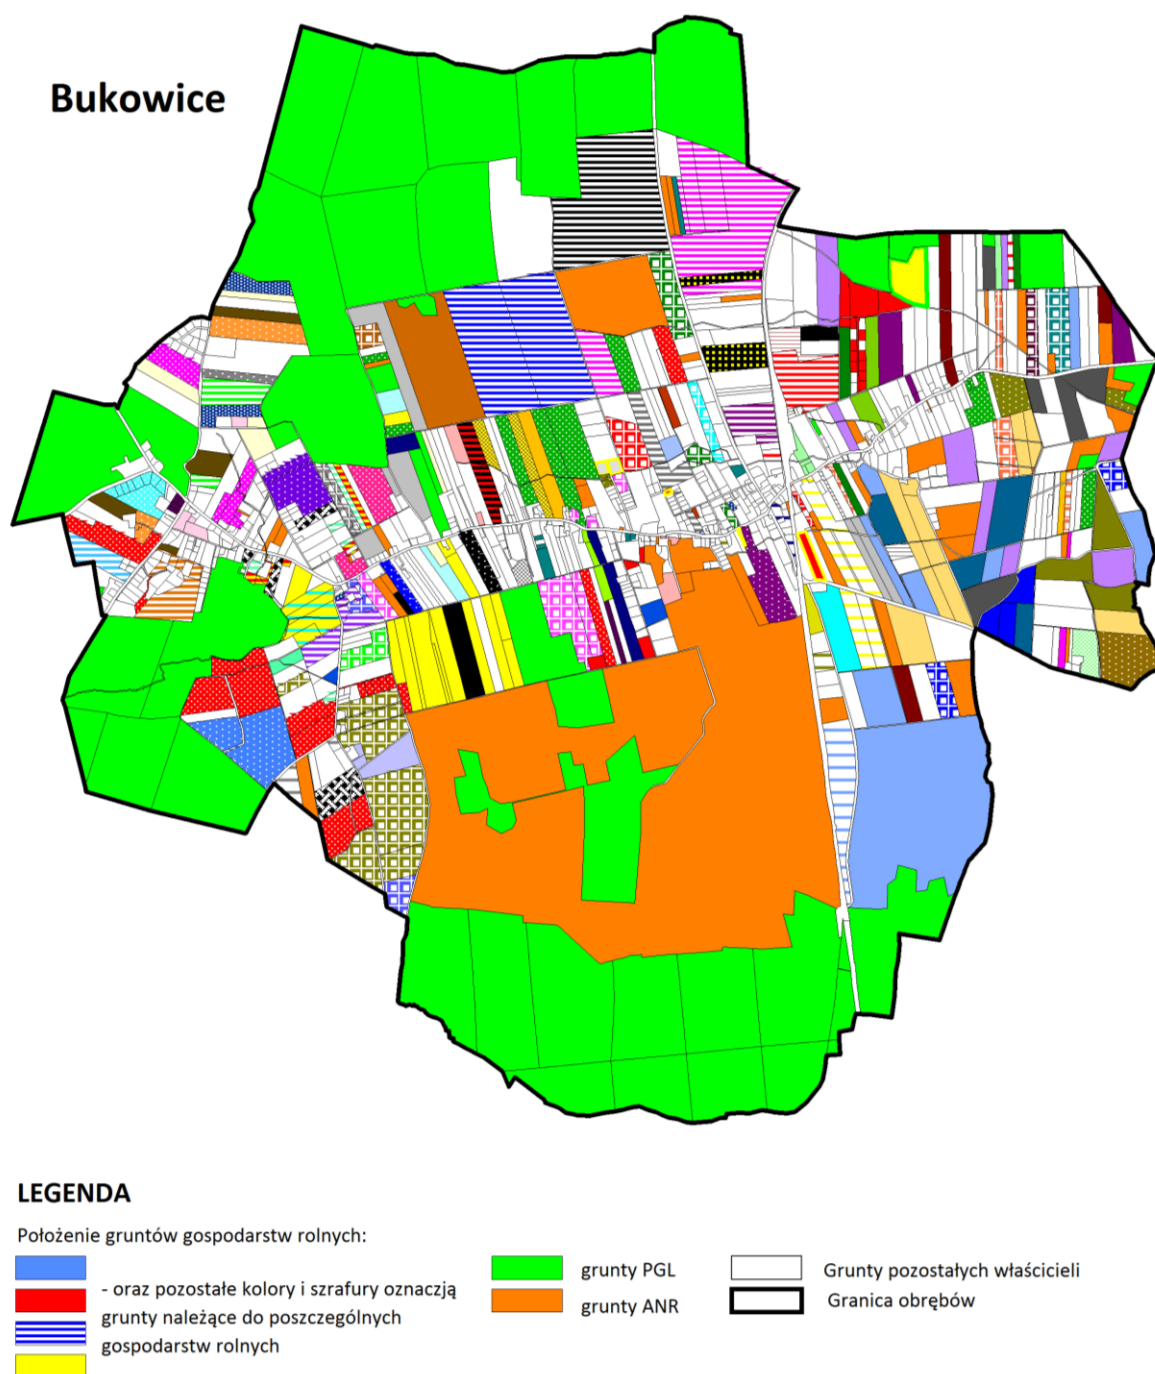 Bukowice
LEGENDA
Położenie gruntów gospodarstw rolnych:
- oraz pozostałe kolory i szrafury oznaczją
grunty należące do poszczególnych
gospodarstw rolnych
grunty PGL
grunty ANR
Grunty pozostałych właścicieli
Granica obrębów